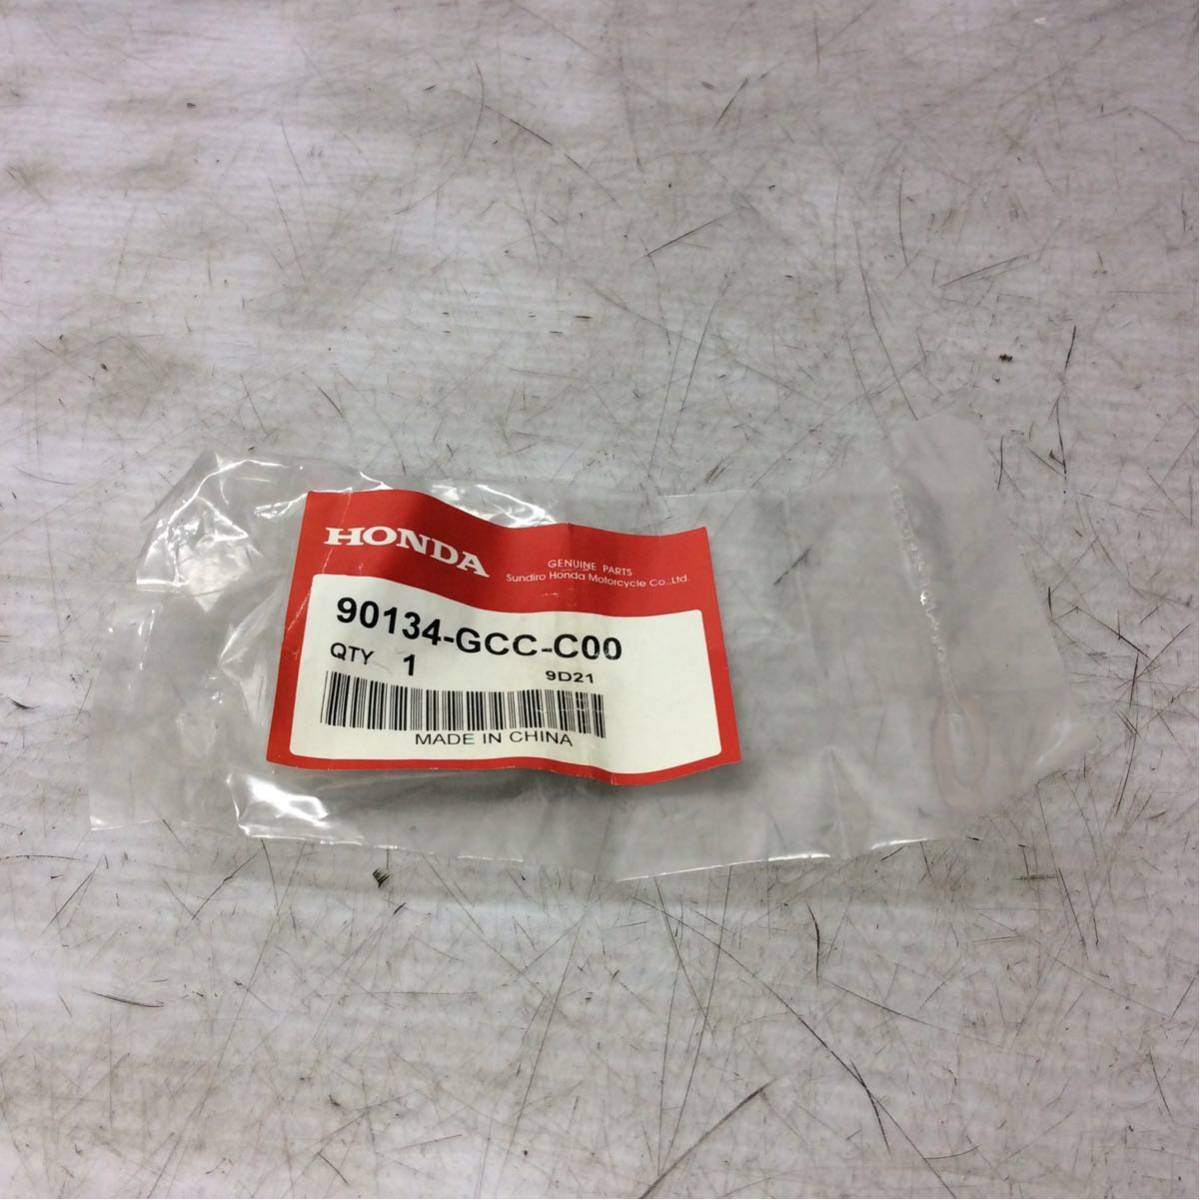 HONDA
GENUINE PARTS
Sundiro Honda Motorcycle Co.,Ltd.
90134-GCC-C00
QTY 1
9D21
MADE IN CHINA